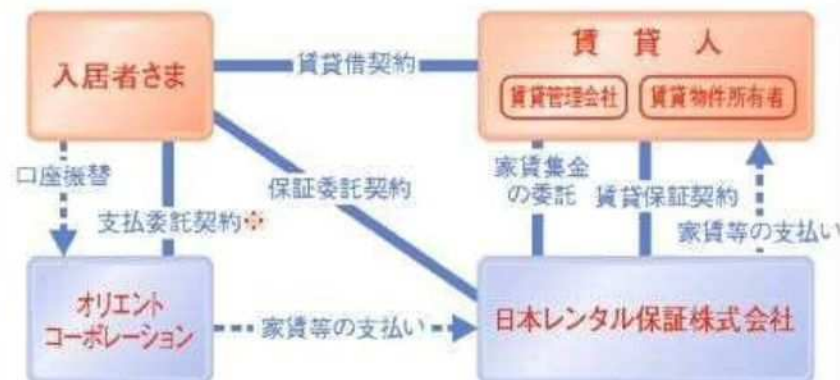 入居者さま
賃貸借契約
賃 貸 人
賃貸管理会社
賃貸物件所有者
口座振替
支払委託契約※
保証委託契約
家賃集金
の委託
賃貸保証契約
家賃等の支払い
オリエント
コーポレーション
家賃等の支払い
日本レンタル保証株式会社